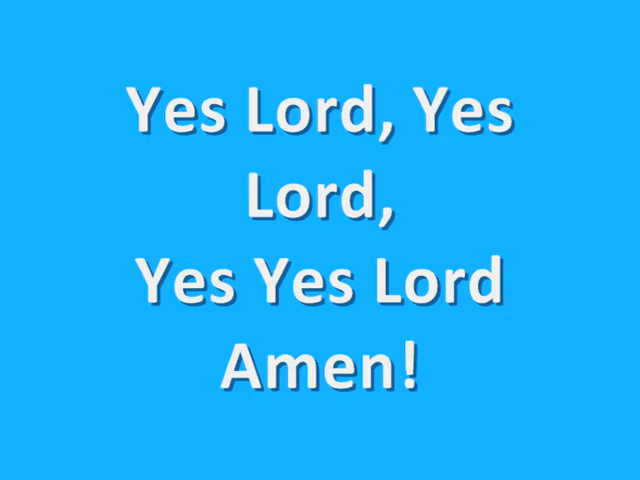 Yes Lord, Yes
Lord,
Yes Yes Lord
Amen!